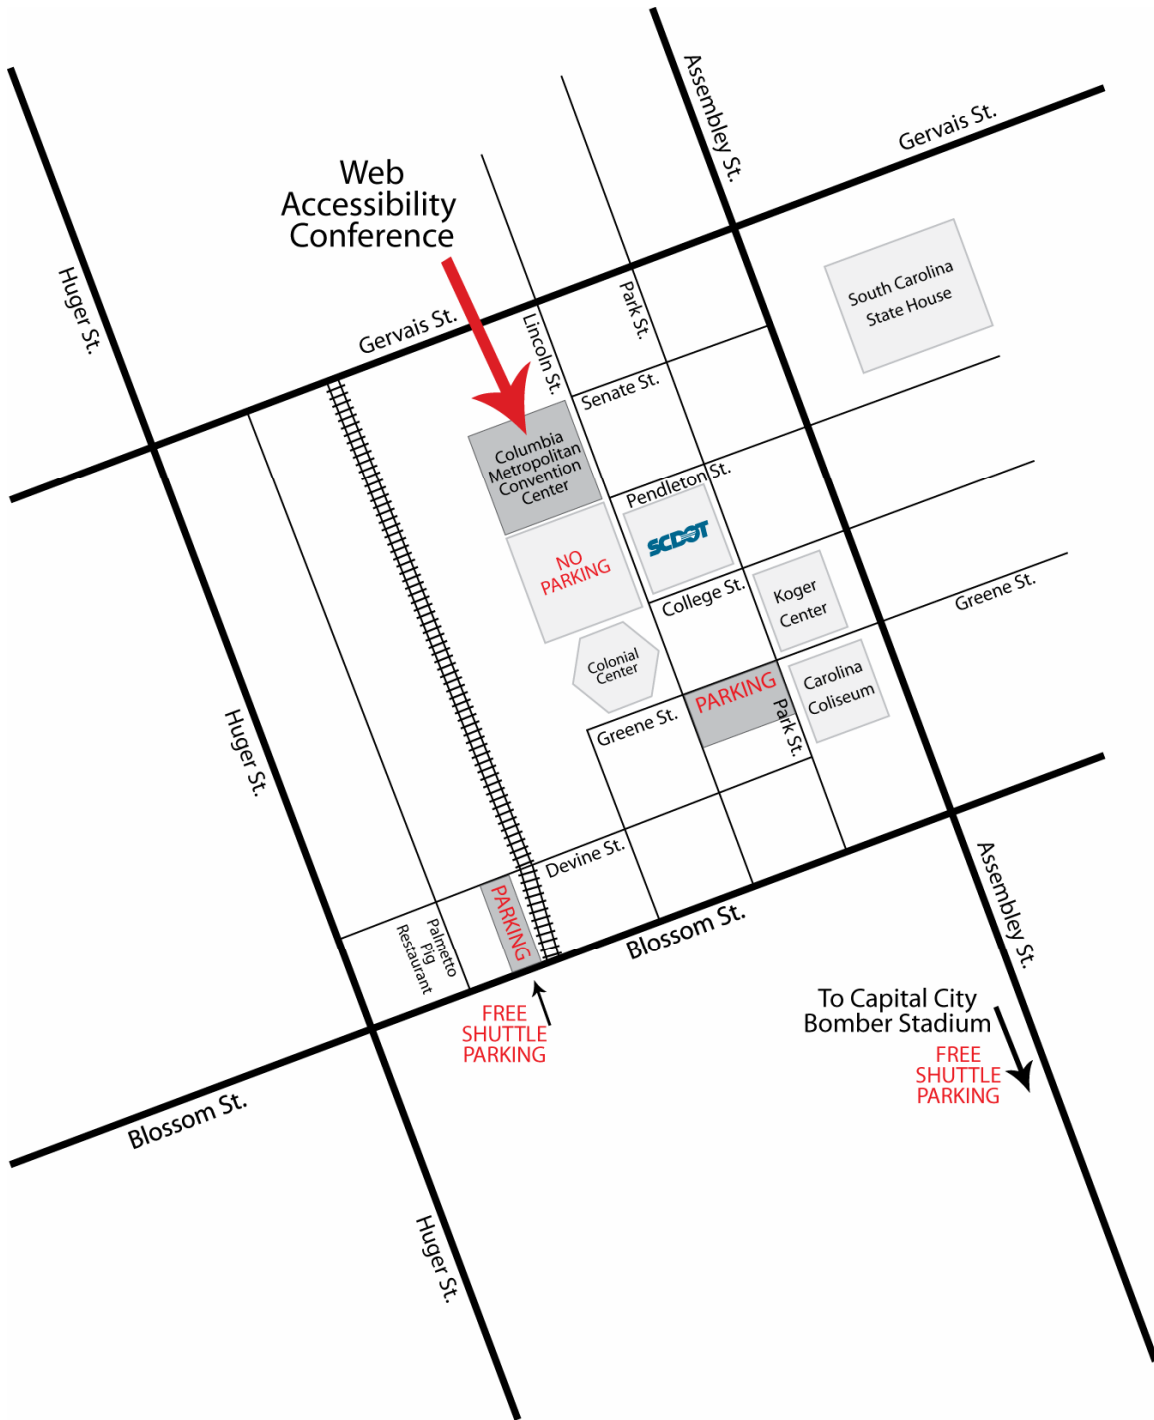 Assembley St.
Gervais St.
Web
Accessibility
Conference
Huger St.
Gervais St.
Lincoln St.
Park St.
South Carolina
State House
Senate St.
Columbia
Metropolitan
Convention
Center
Pendleton St.
SCDOT
NO
PARKING
College St.
Koger
Center
Greene St.
Colonial
Center
PARKING
Carolina
Coliseum
Greene St.
Park St.
Huger St.
Devine St.
PARKING
Palmetto
Pig
Restaurant
Blossom St.
Assembley St.
FREE
SHUTTLE
PARKING
To Capital City
Bomber Stadium
FREE
SHUTTLE
PARKING
Blossom St.
Huger St.